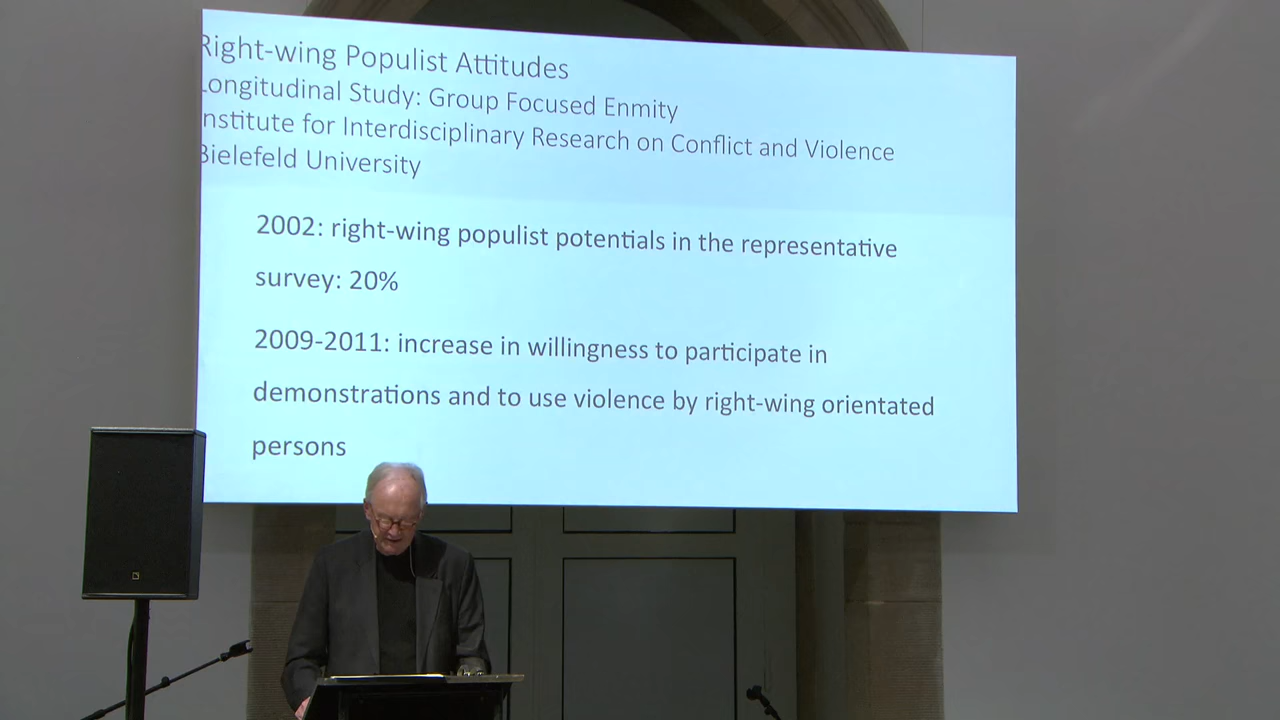 Right-wing Populist Attitudes
Longitudinal Study: Group Focused Enmity
Institute for Interdisciplinary Research on Conflict and Violence
Bielefeld University
2002: right-wing populist potentials in the representative
survey: 20%
2009-2011: increase in willingness to participate in
demonstrations and to use violence by right-wing orientated
persons